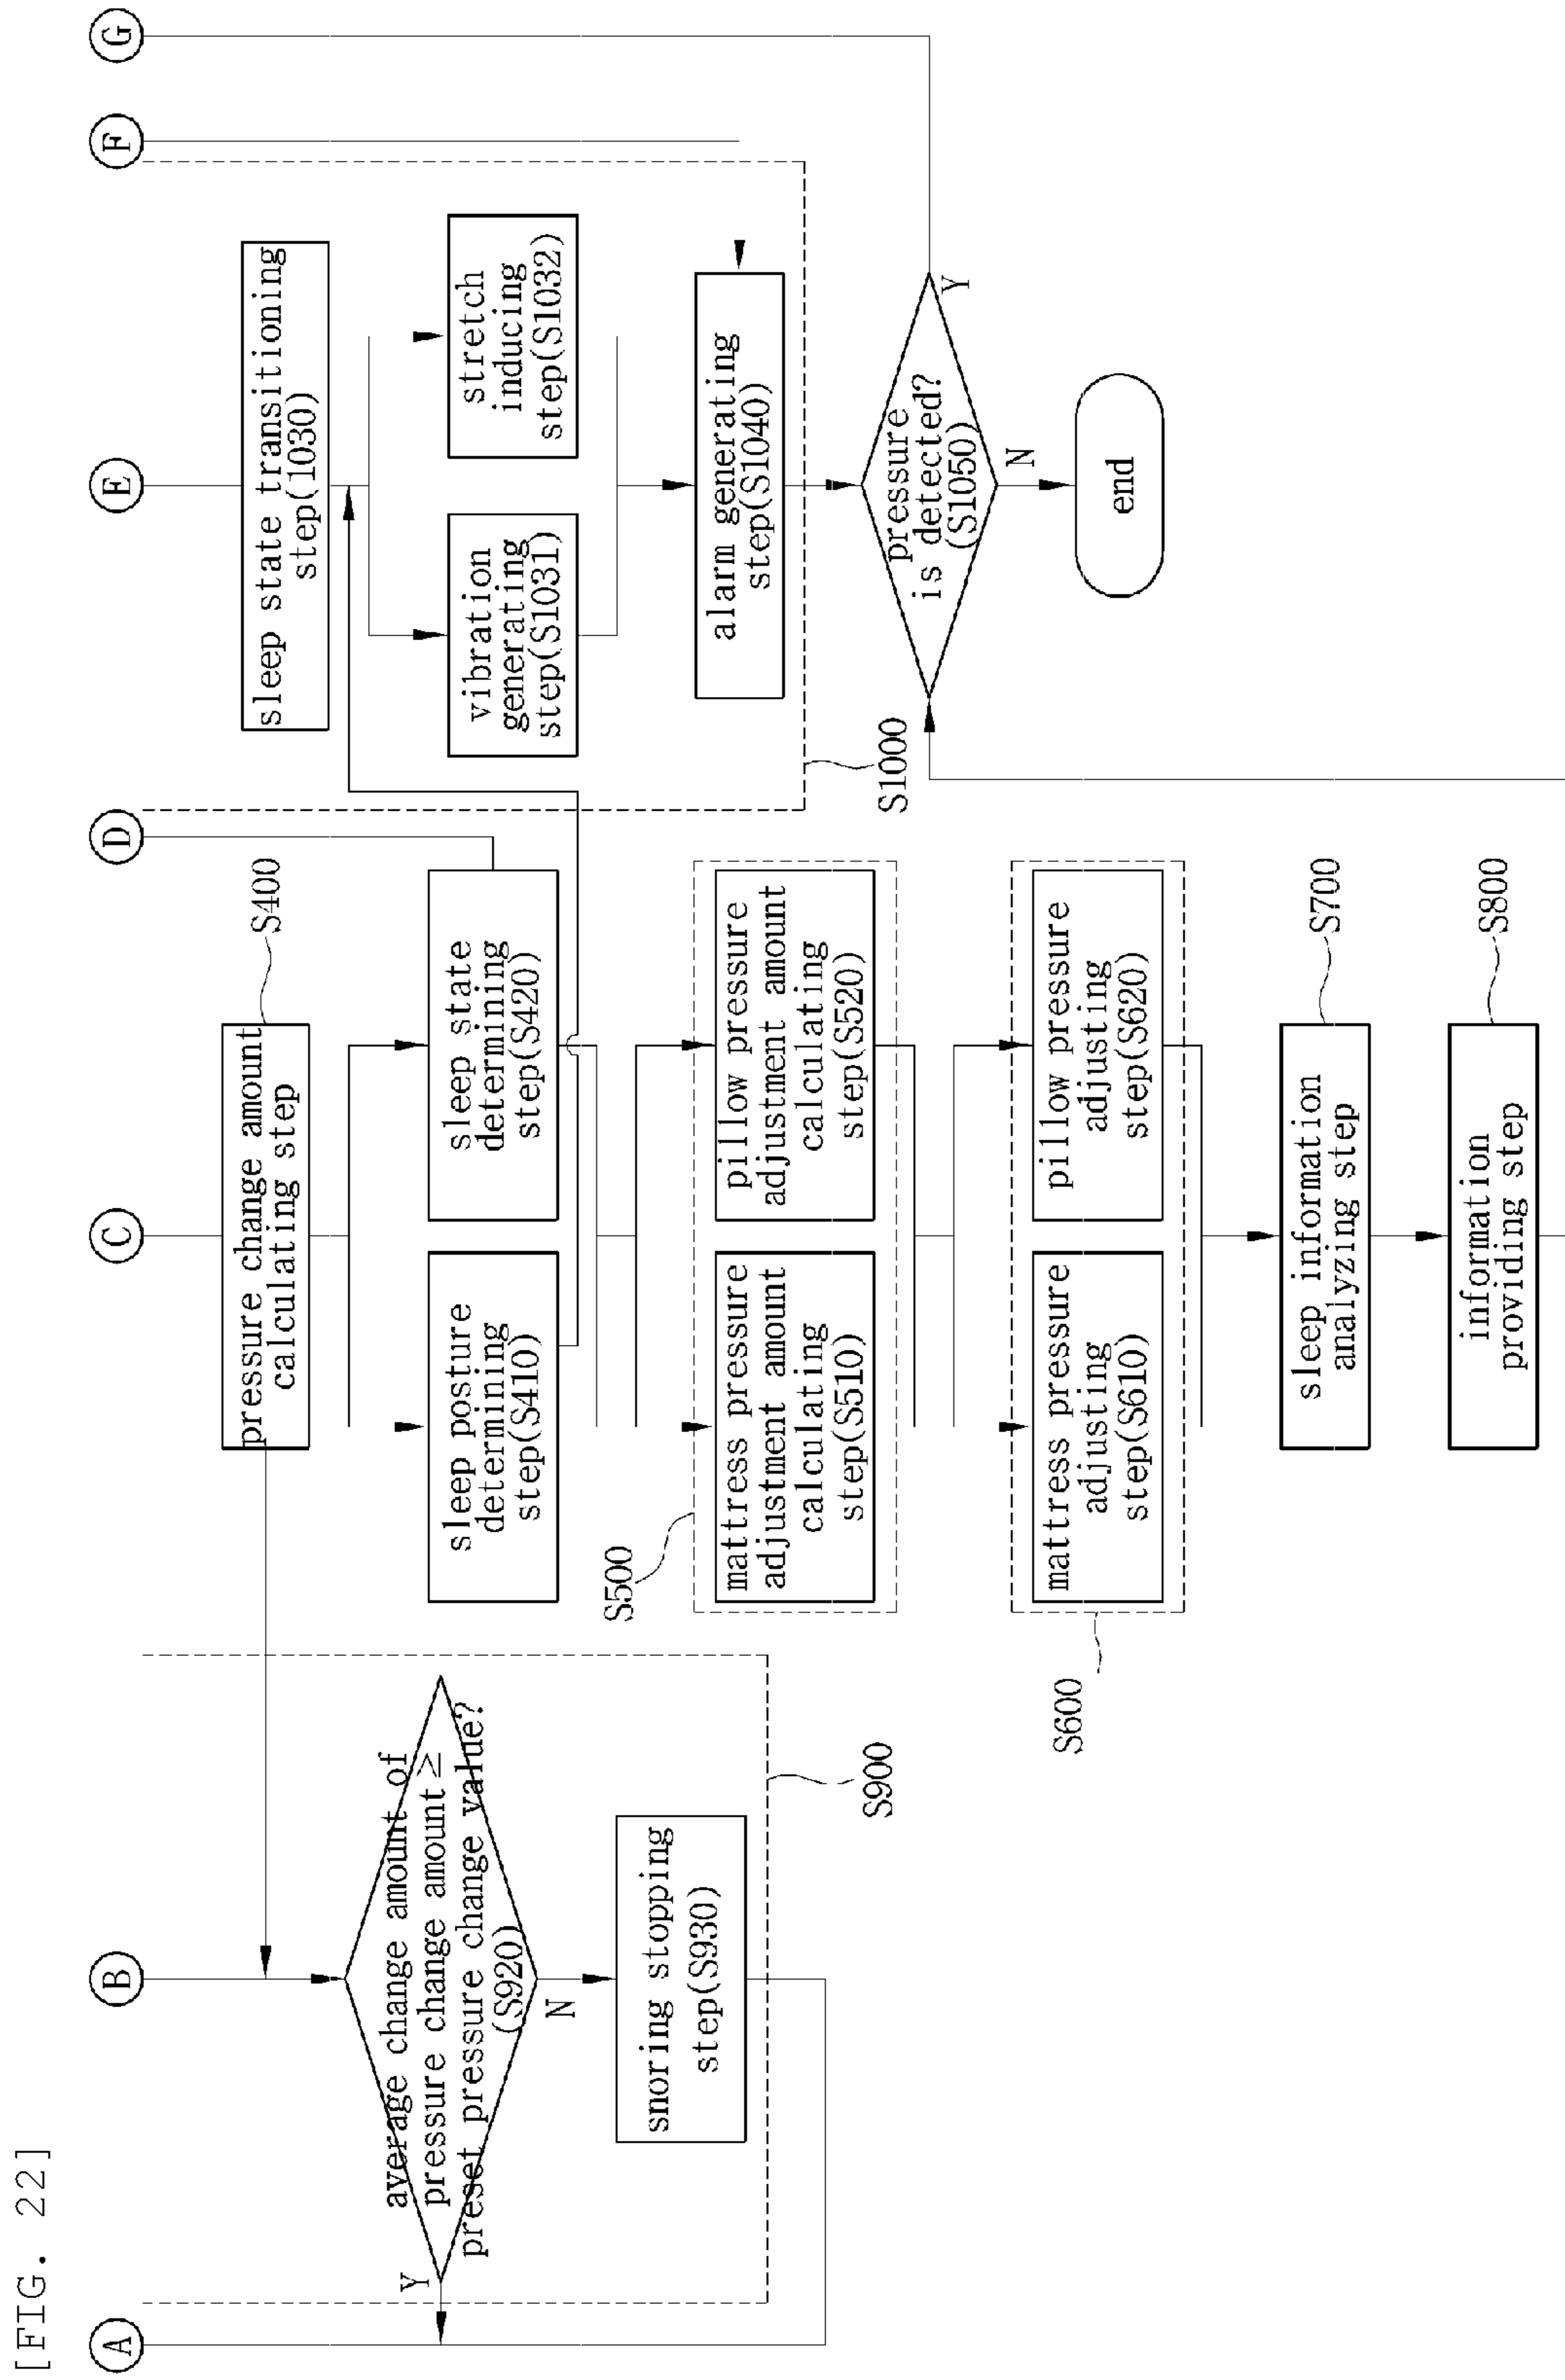 [FIG. 22]
A
B
C
D
E
F
G
average change amount of
pressure change amount≥
preset pressure change value?
(S920)
Y
N
snoring stopping
step(S930)
S900
pressure change amount
calculating step
S400
sleep posture
determining
step(S410)
sleep state
determining
step(S420)
S500
mattress pressure
adjustment amount
calculating
step(S510)
pillow pressure
adjustment amount
calculating
step(S520)
S600
mattress pressure
adjusting
step(S610)
pillow pressure
adjusting
step(S620)
sleep information
analyzing step
S700
information
providing step
S800
sleep state transitioning
step(1030)
vibration
generating
step(S1031)
stretch
inducing
step(S1032)
alarm generating
step(S1040)
S1000
pressure
is detected?
(S1050)
Y
N
end